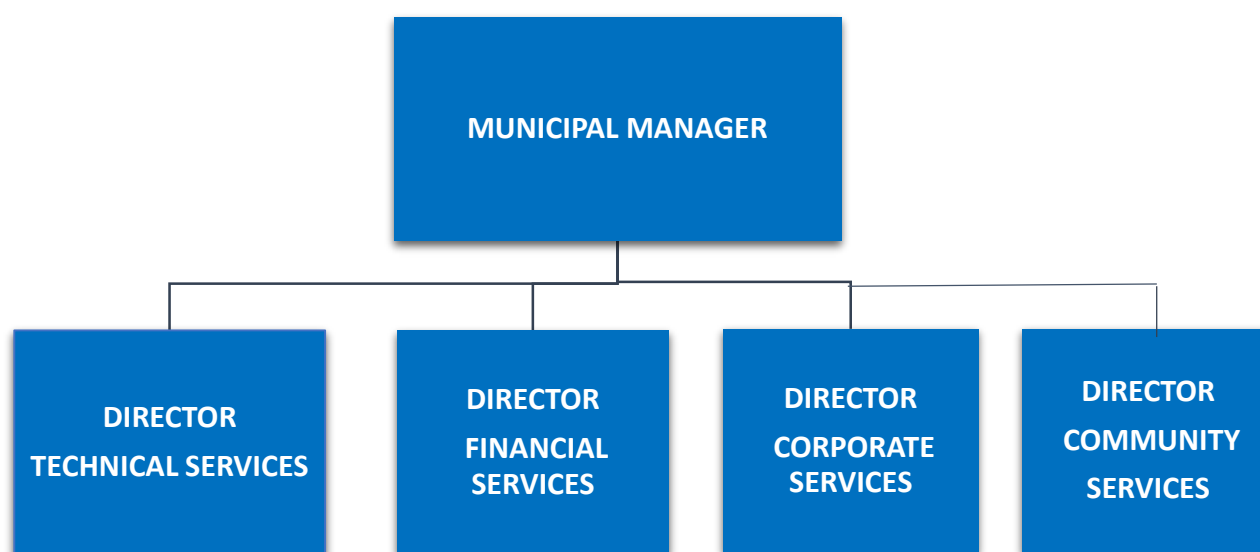 MUNICIPAL MANAGER
DIRECTOR
TECHNICAL SERVICES
DIRECTOR
FINANCIAL
SERVICES
DIRECTOR
CORPORATE
SERVICES
DIRECTOR
COMMUNITY
SERVICES